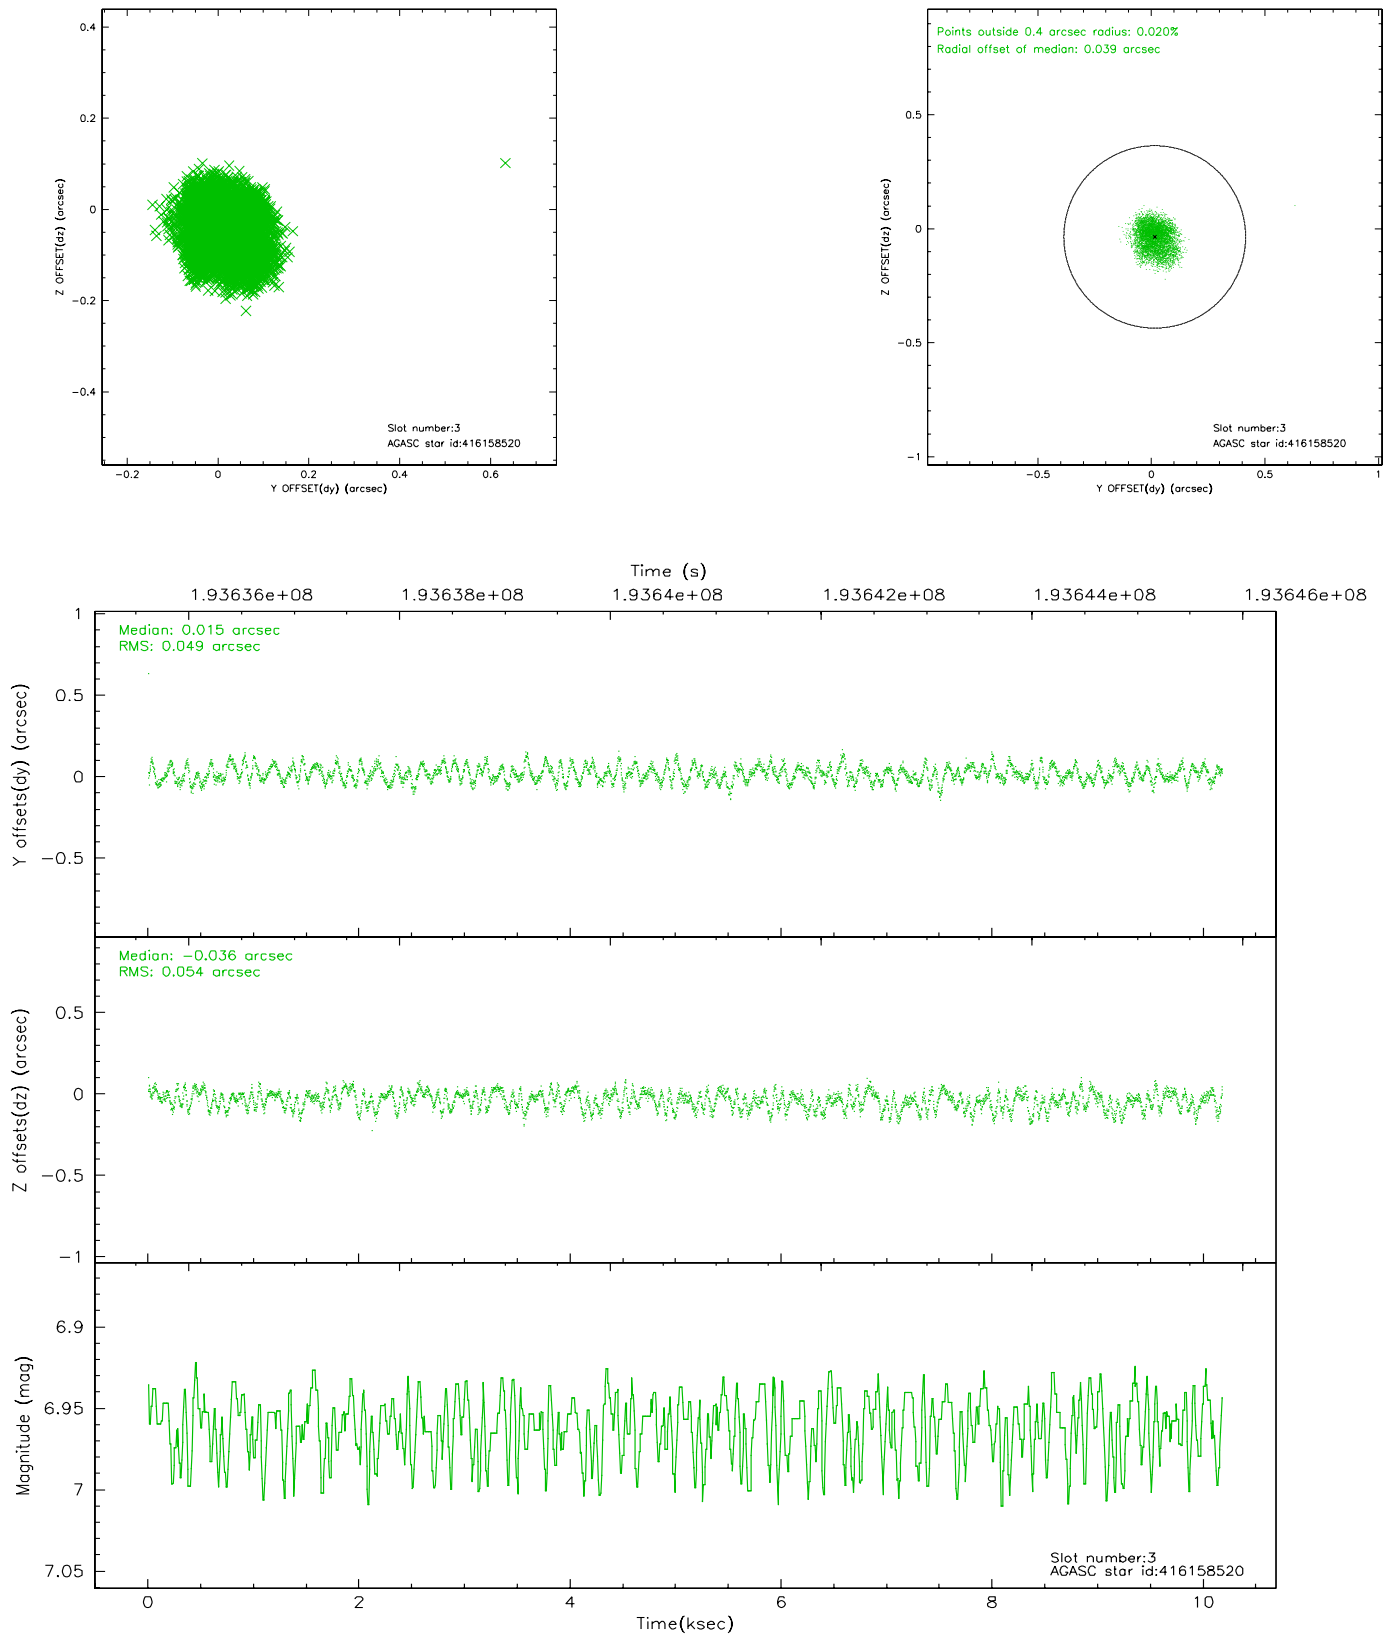 0.4
0.2
0
−0.2
−0.4
Z OFFSET(dz) (arcsec)
Slot number:3
AGASC star id:416158520
−0.2 0 0.2 0.4 0.6
Y OFFSET(dy) (arcsec)
Points outside 0.4 arcsec radius: 0.020%
Radial offset of median: 0.039 arcsec
0.5
0
−0.5
−1
Z OFFSET(dz) (arcsec)
Slot number:3
AGASC star id:416158520
−0.5 0 0.5 1
Y OFFSET(dy) (arcsec)
Time (s)
1.93636e+08 1.93638e+08 1.9364e+08 1.93642e+08 1.93644e+08 1.93646e+08
Median: 0.015 arcsec
RMS: 0.049 arcsec
1
0.5
0
−0.5
Y offsets(dy) (arcsec)
Median: −0.036 arcsec
RMS: 0.054 arcsec
0.5
0
−0.5
−1
Z offsets(dz) (arcsec)
6.9
6.95
7
7.05
Magnitude (mag)
Slot number:3
AGASC star id:416158520
0 2 4 6 8 10
Time(ksec)